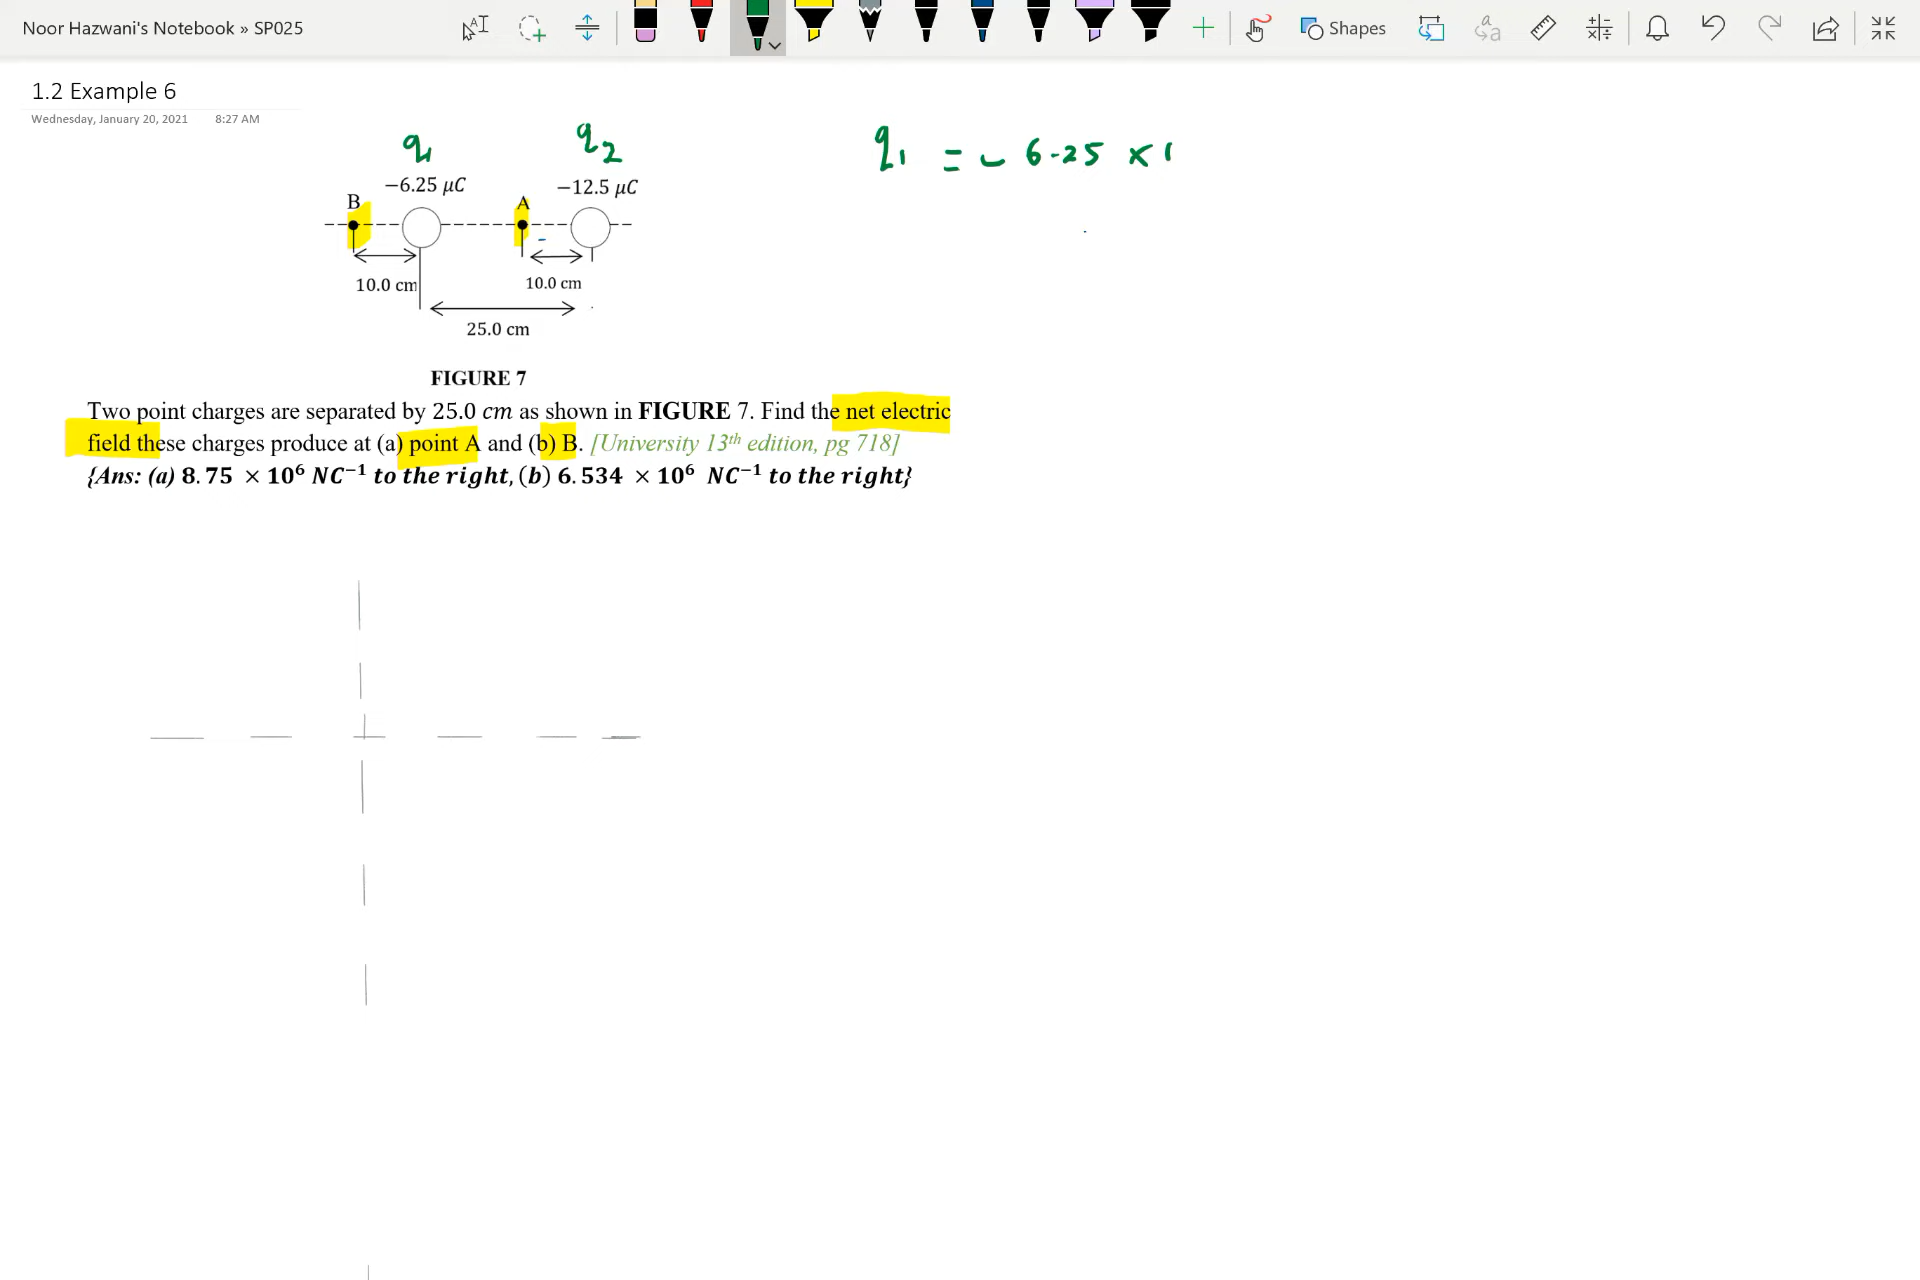 Noor Hazwani's Notebook » SP025
Shapes
1.2 Example 6
Wednesday, January 20, 2021 8:27 AM
q1 q2
q1 = - 6.25 × 1
−6.25 μC −12.5 μC
B A
10.0 cm 10.0 cm
25.0 cm
FIGURE 7
Two point charges are separated by 25.0 cm as shown in FIGURE 7. Find the net electric
field these charges produce at (a) point A and (b) B. [University 13th edition, pg 718]
{Ans: (a) 8.75 × 10⁶ NC⁻¹ to the right, (b) 6.534 × 10⁶ NC⁻¹ to the right}